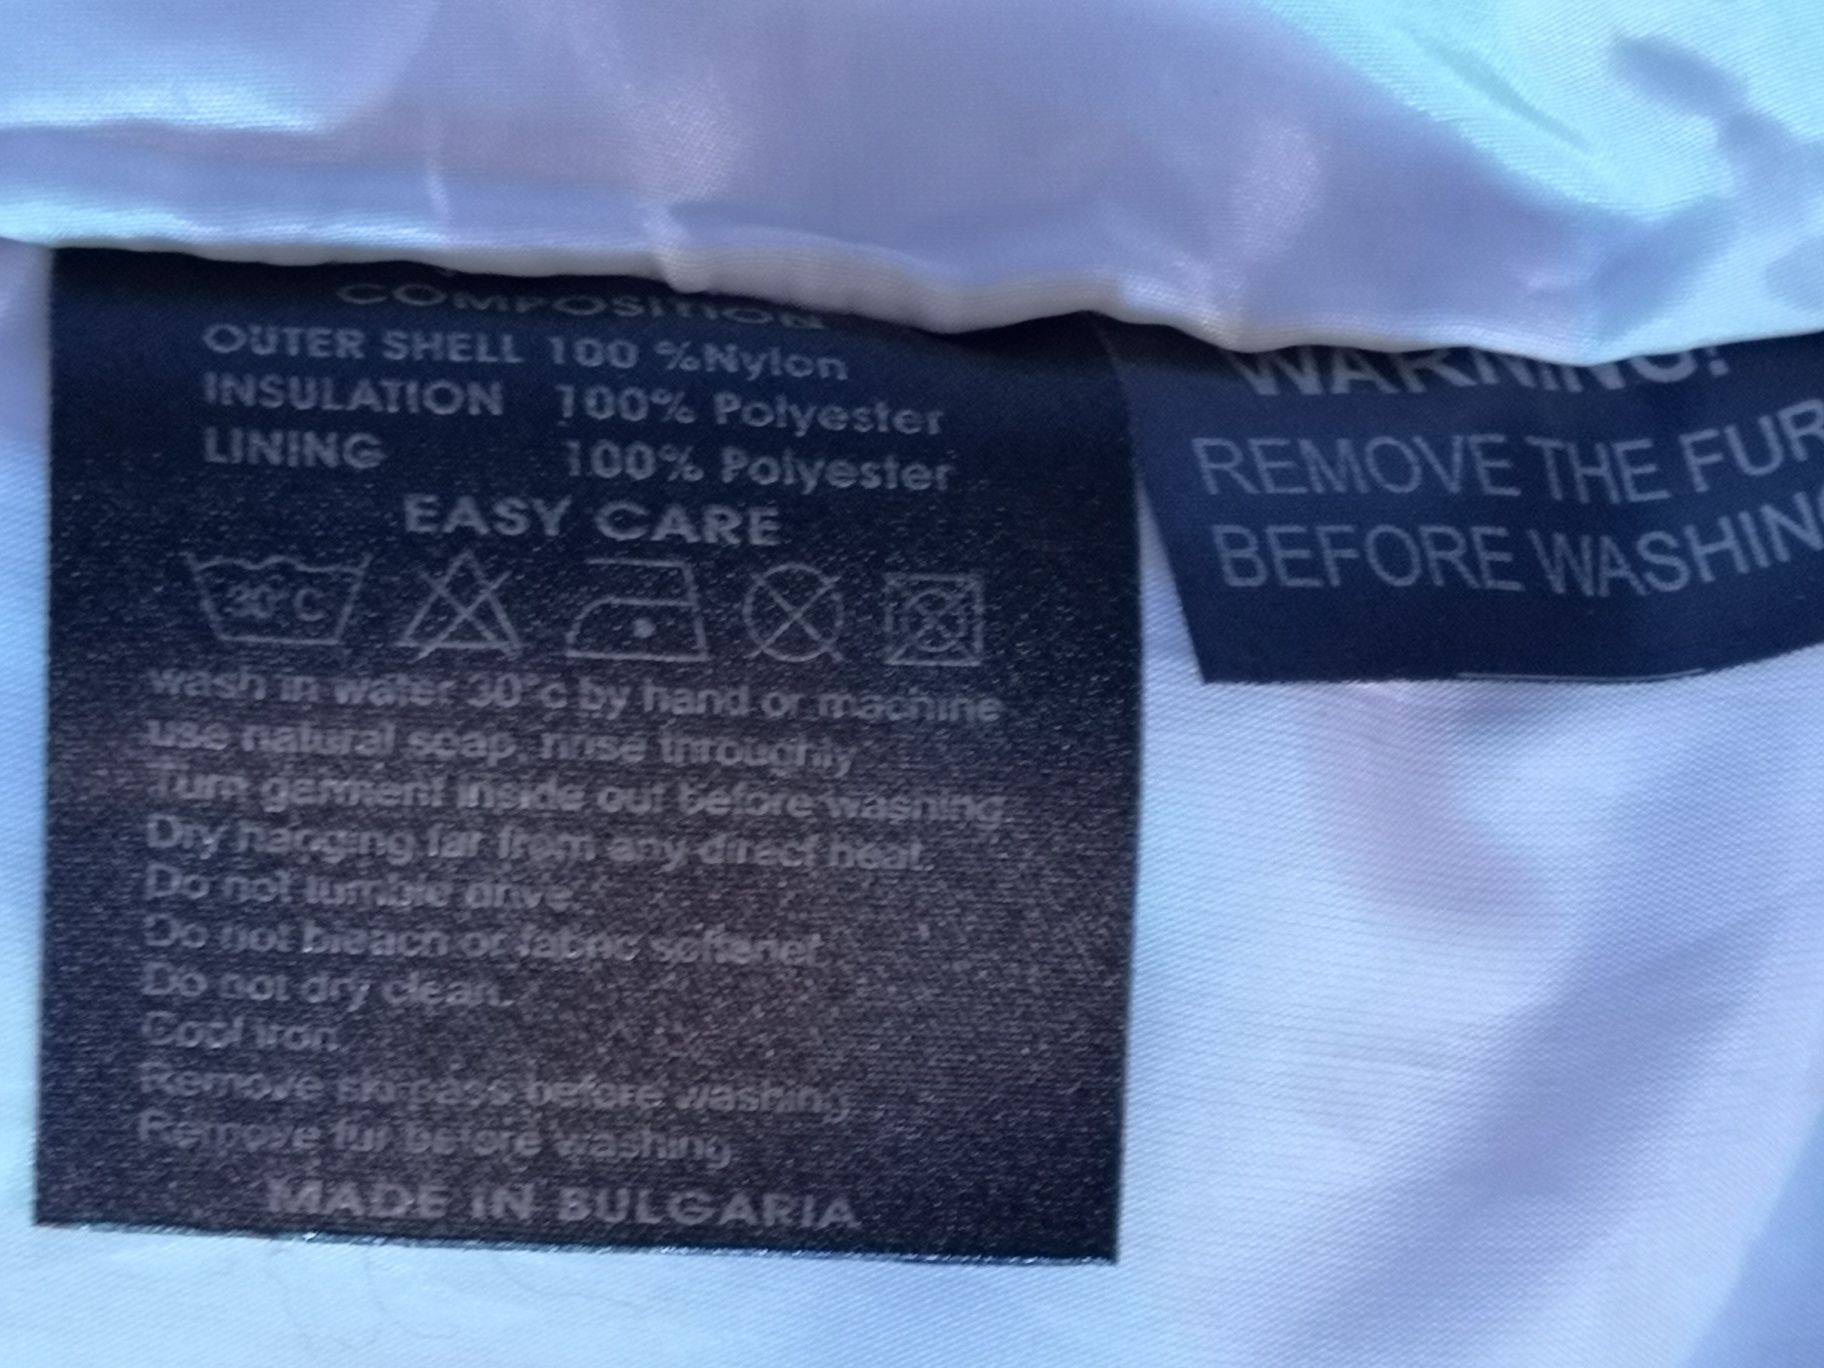 COMPOSITION
OUTER SHELL 100 %Nylon
INSULATION 100% Polyester
LINING 100% Polyester
EASY CARE
30°C
wash in water 30°c by hand or machine
use natural soap, rinse throughly
Turn garment inside out before washing.
Dry hanging far from any direct heat.
Do not tumble drive.
Do not bleach or fabric softener
Do not dry clean.
Cool iron.
Remove ski pass before washing
Remove fur before washing
MADE IN BULGARIA
WARNING!
REMOVE THE FUR
BEFORE WASHING